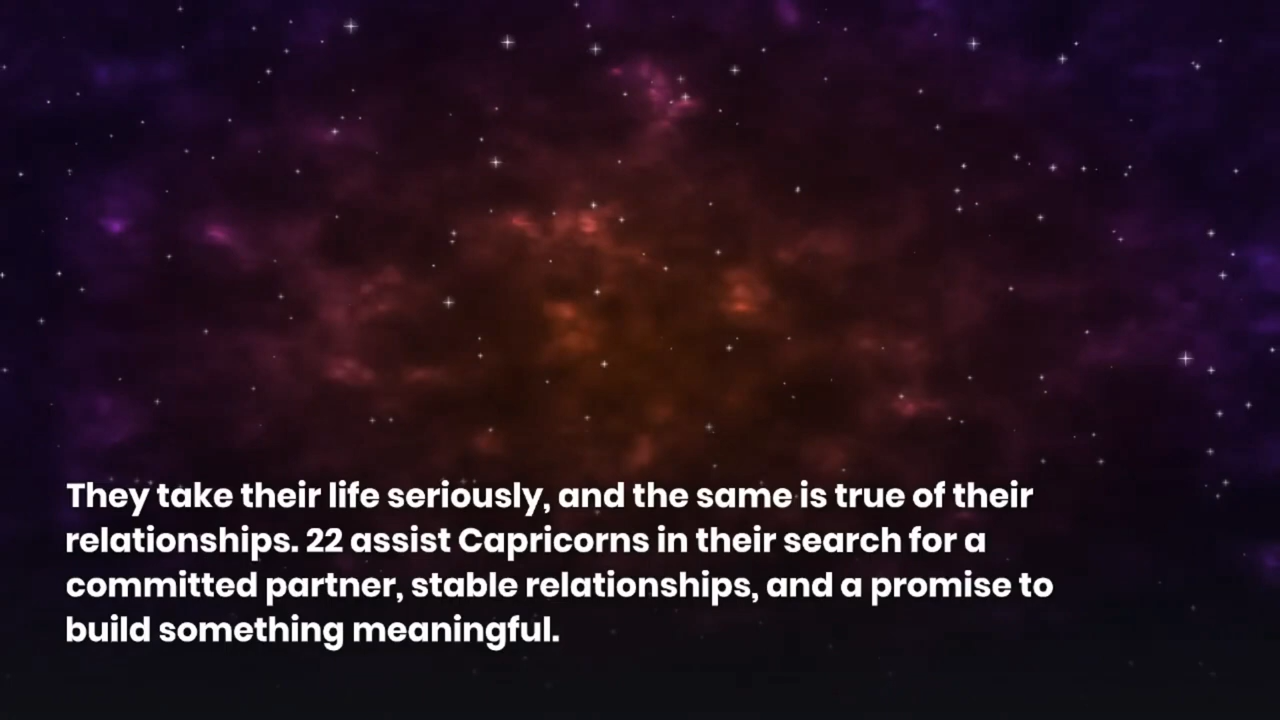 They take their life seriously, and the same is true of their
relationships. 22 assist Capricorns in their search for a
committed partner, stable relationships, and a promise to
build something meaningful.